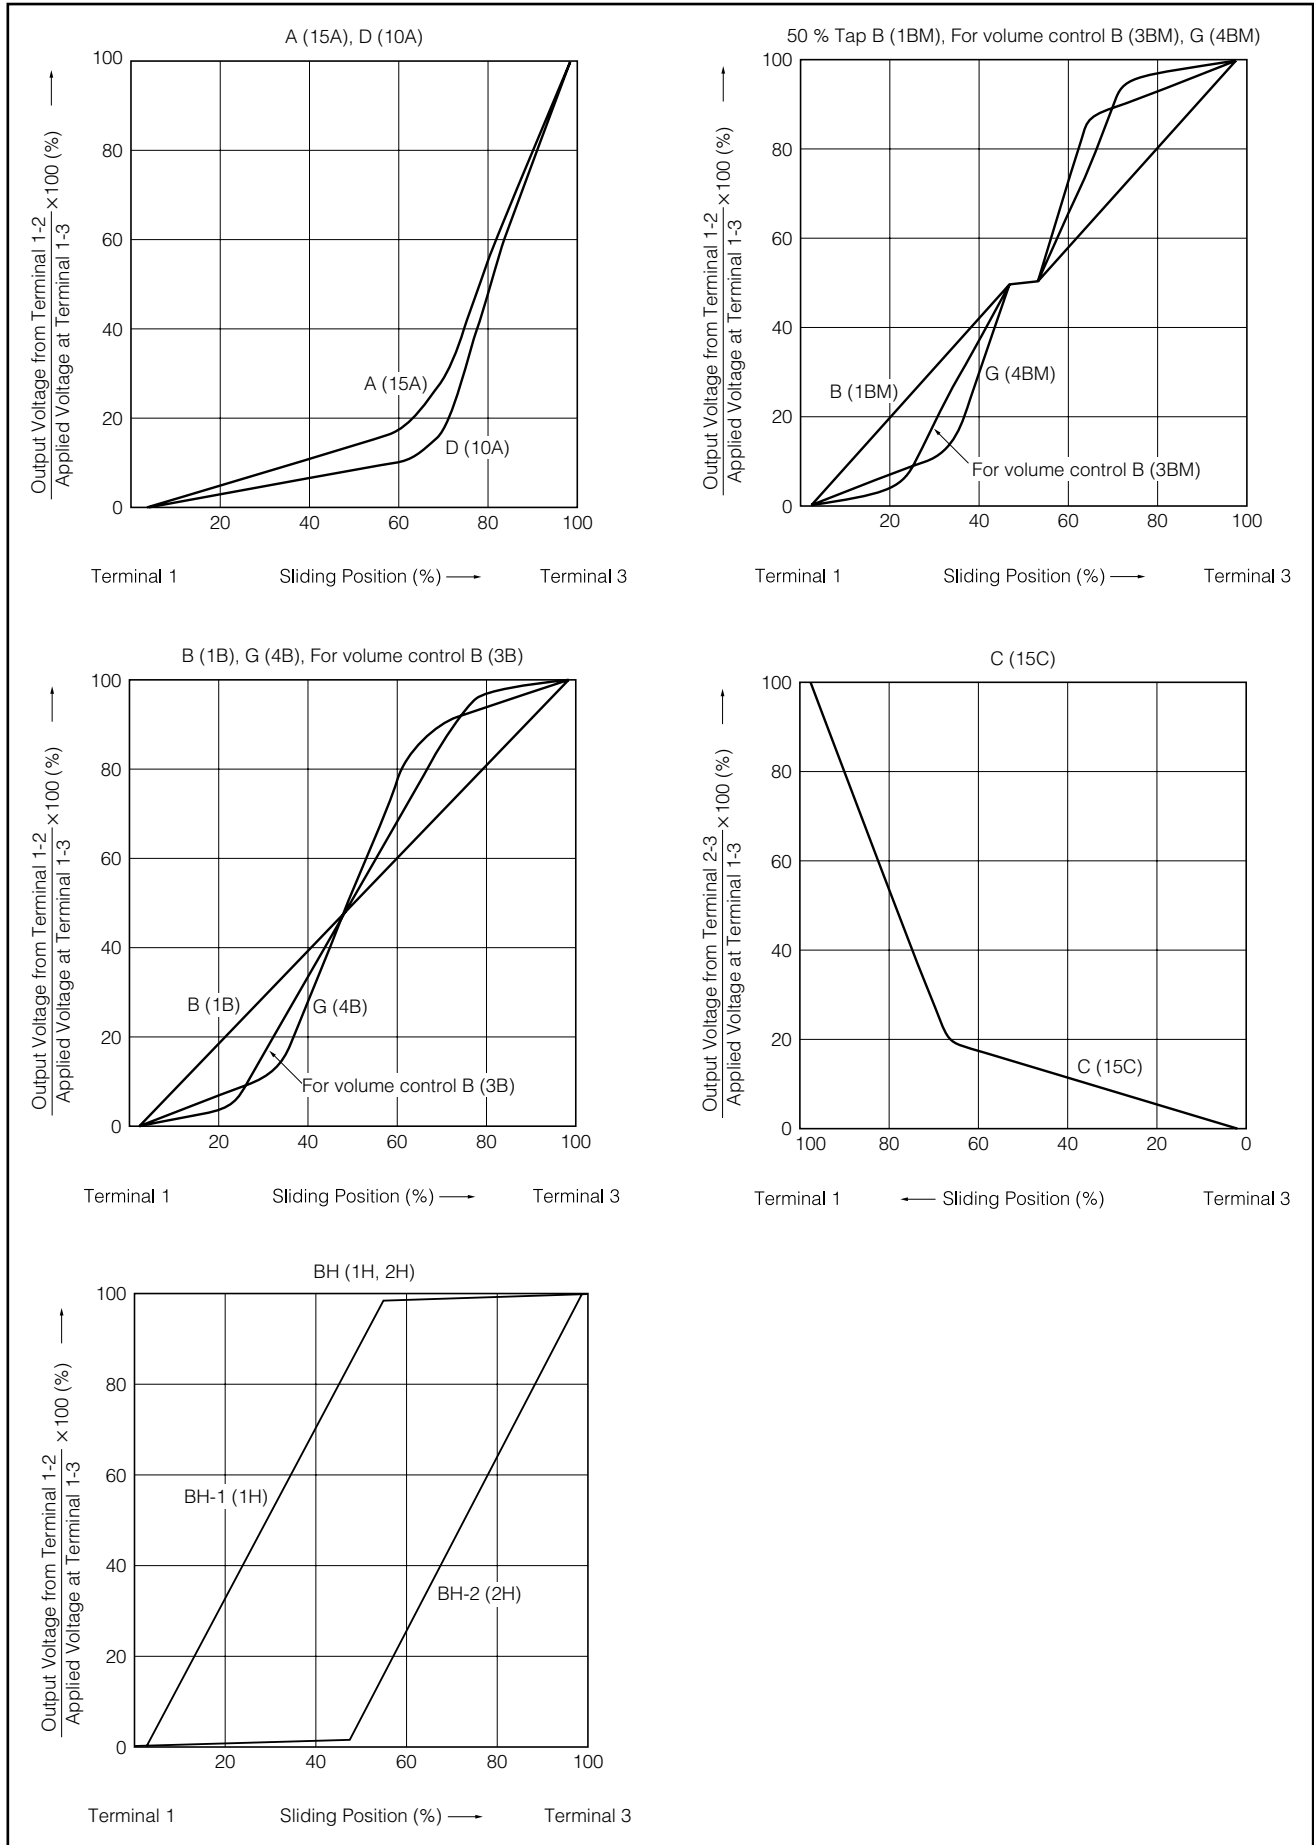 A (15A), D (10A)
Output Voltage from Terminal 1-2
Applied Voltage at Terminal 1-3
×100 (%)
100
80
60
40
20
0
A (15A)
D (10A)
20 40 60 80 100
Terminal 1 Sliding Position (%) Terminal 3
50 % Tap B (1BM), For volume control B (3BM), G (4BM)
Output Voltage from Terminal 1-2
Applied Voltage at Terminal 1-3
×100 (%)
100
80
60
40
20
0
B (1BM)
G (4BM)
For volume control B (3BM)
20 40 60 80 100
Terminal 1 Sliding Position (%) Terminal 3
B (1B), G (4B), For volume control B (3B)
Output Voltage from Terminal 1-2
Applied Voltage at Terminal 1-3
×100 (%)
100
80
60
40
20
0
B (1B)
G (4B)
For volume control B (3B)
20 40 60 80 100
Terminal 1 Sliding Position (%) Terminal 3
C (15C)
Output Voltage from Terminal 2-3
Applied Voltage at Terminal 1-3
×100 (%)
100
80
60
40
20
0
C (15C)
100 80 60 40 20 0
Terminal 1 Sliding Position (%) Terminal 3
BH (1H, 2H)
Output Voltage from Terminal 1-2
Applied Voltage at Terminal 1-3
×100 (%)
100
80
60
40
20
0
BH-1 (1H)
BH-2 (2H)
20 40 60 80 100
Terminal 1 Sliding Position (%) Terminal 3